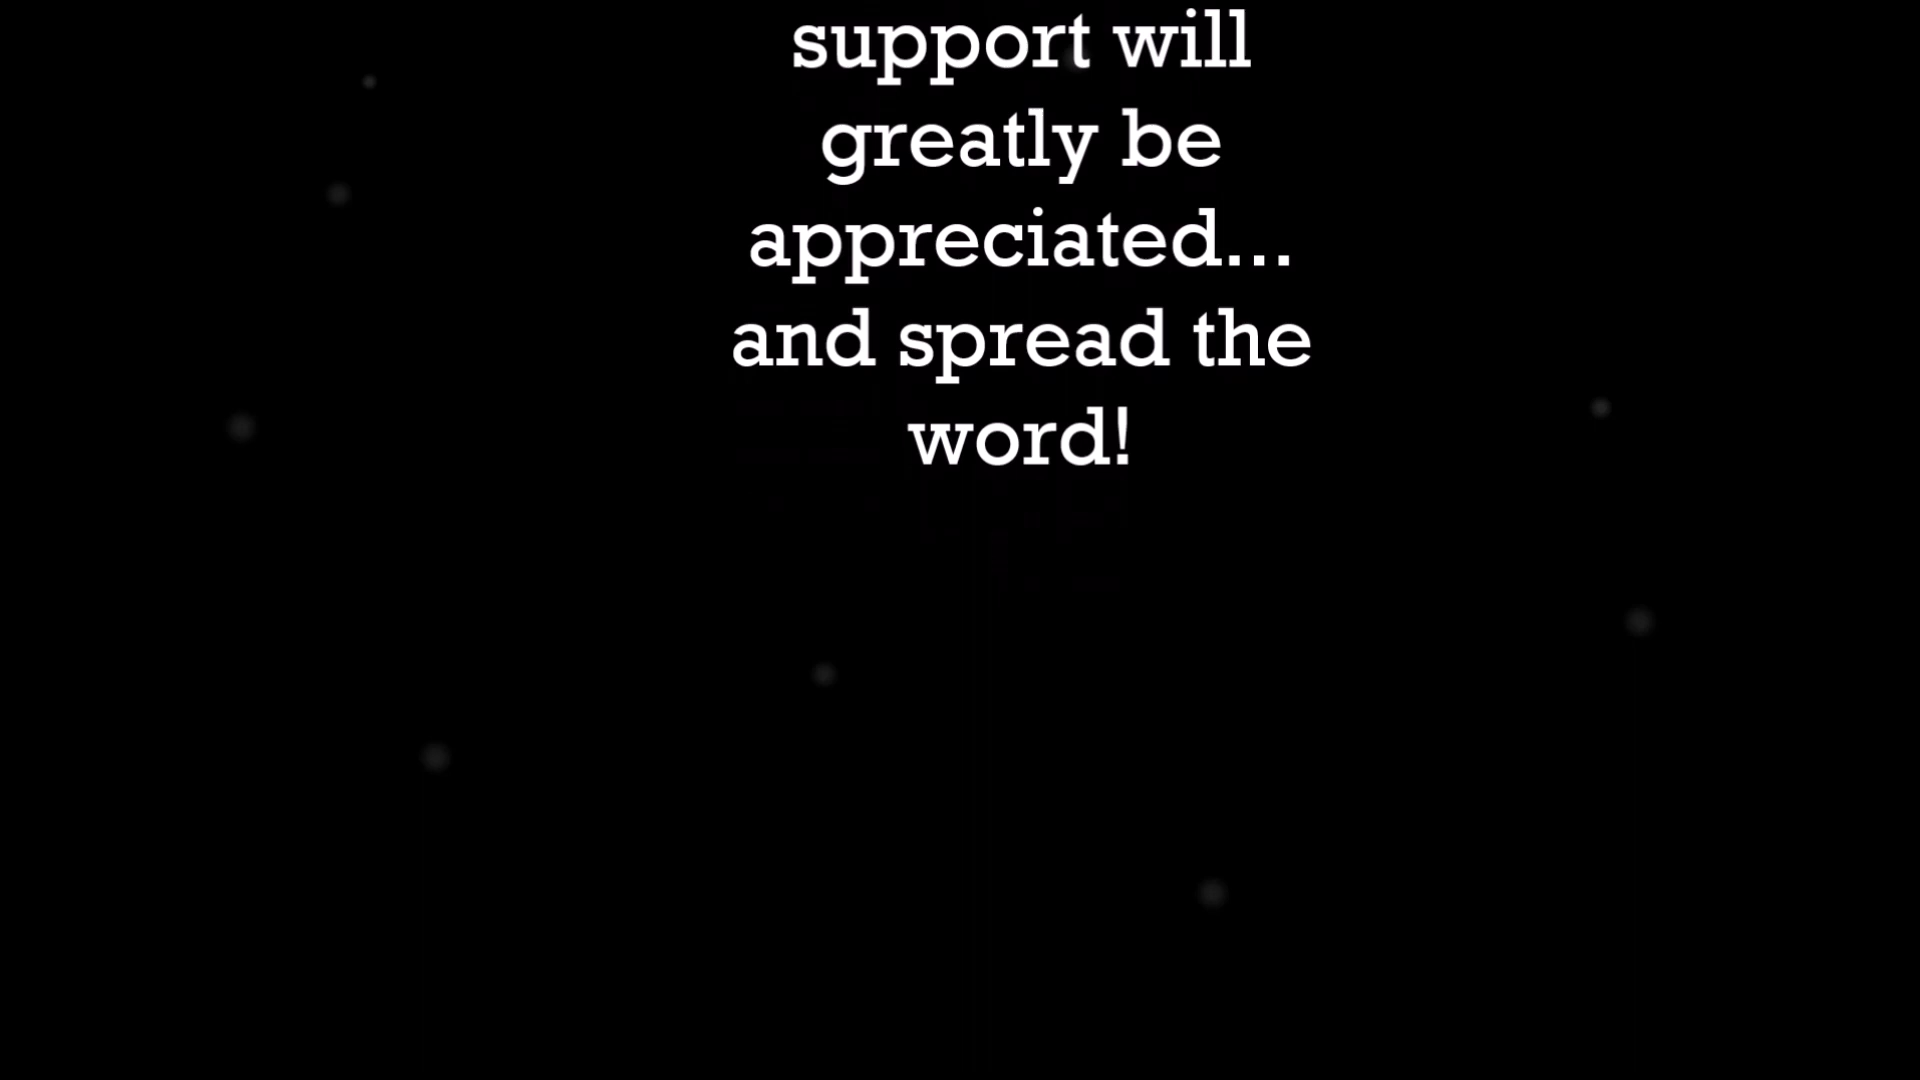 support will
greatly be
appreciated...
and spread the
word!